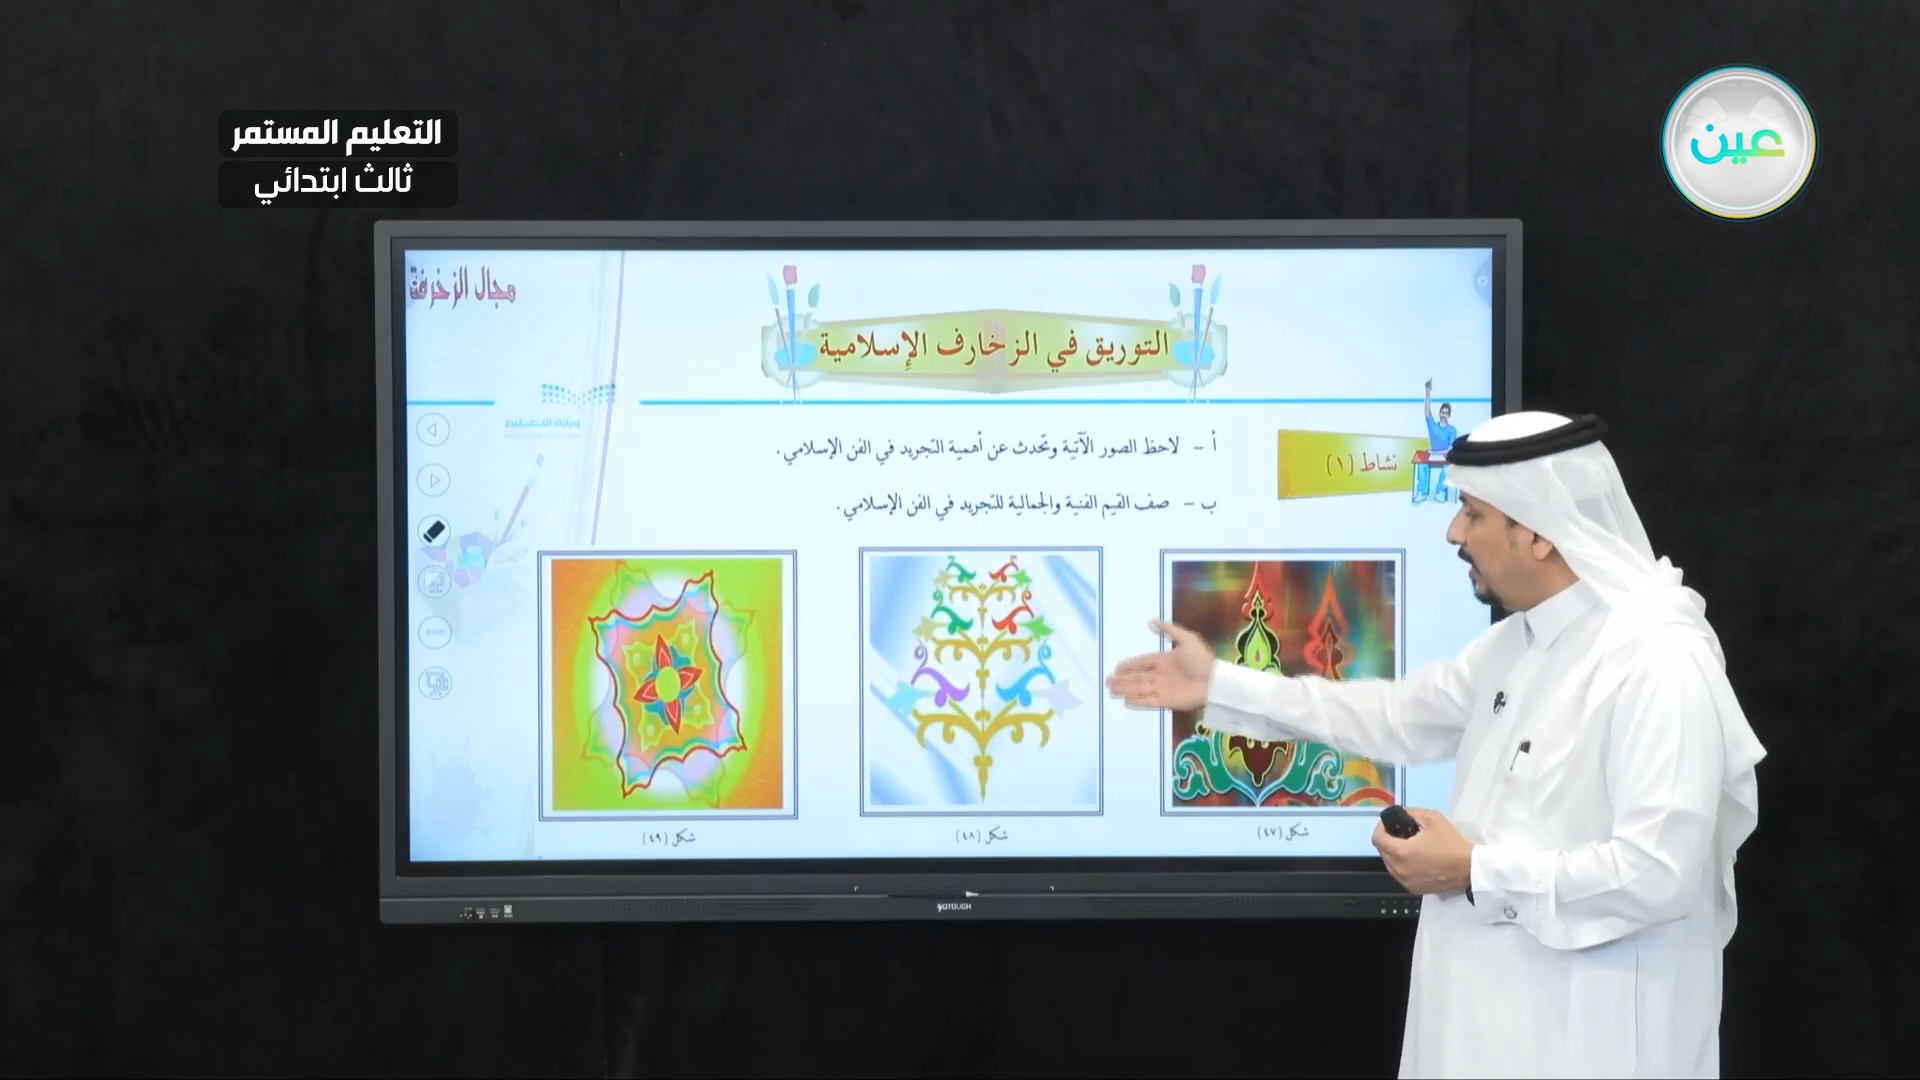 التعليم المستمر
ثالث ابتدائي
عين
مجال الزخرفة
التوريق في الزخارف الإسلامية
وزارة التعليم
نشاط (١)
أ - لاحظ الصور الآتية وتحدث عن أهمية التجريد في الفن الإسلامي.
ب - صف القيم الفنية والجمالية للتجريد في الفن الإسلامي.
شكل (٤٧)
شكل (٤٨)
شكل (٤٩)